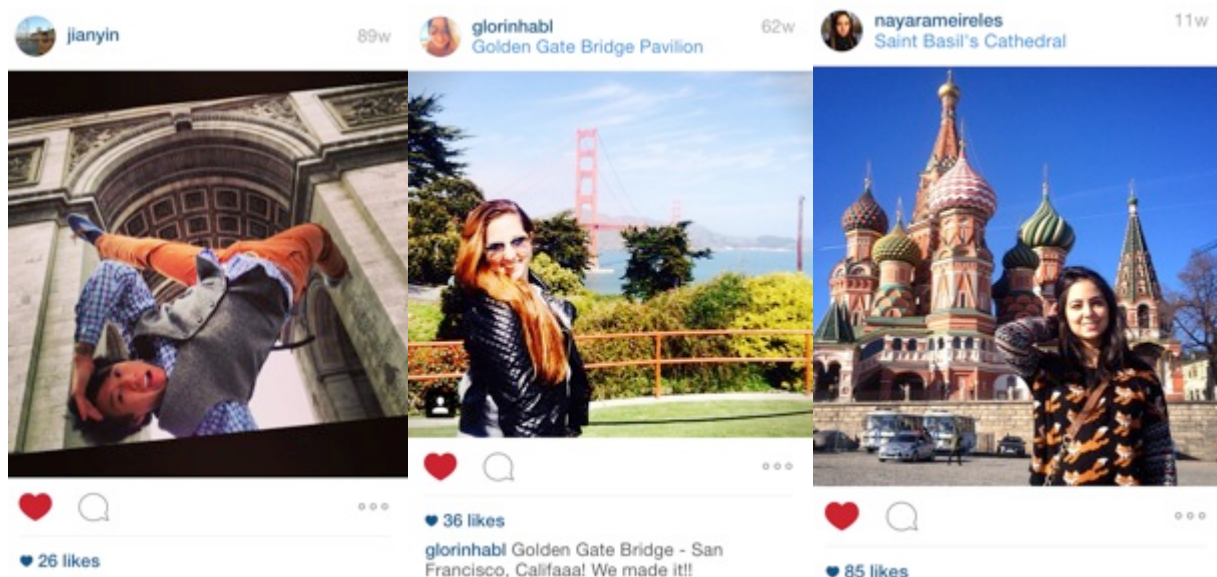 jianyin
89w
26 likes
glorinhabl
62w
Golden Gate Bridge Pavilion
36 likes
glorinhabl Golden Gate Bridge - San
Francisco, Califaaa! We made it!!
nayarameireles
11w
Saint Basil's Cathedral
85 likes